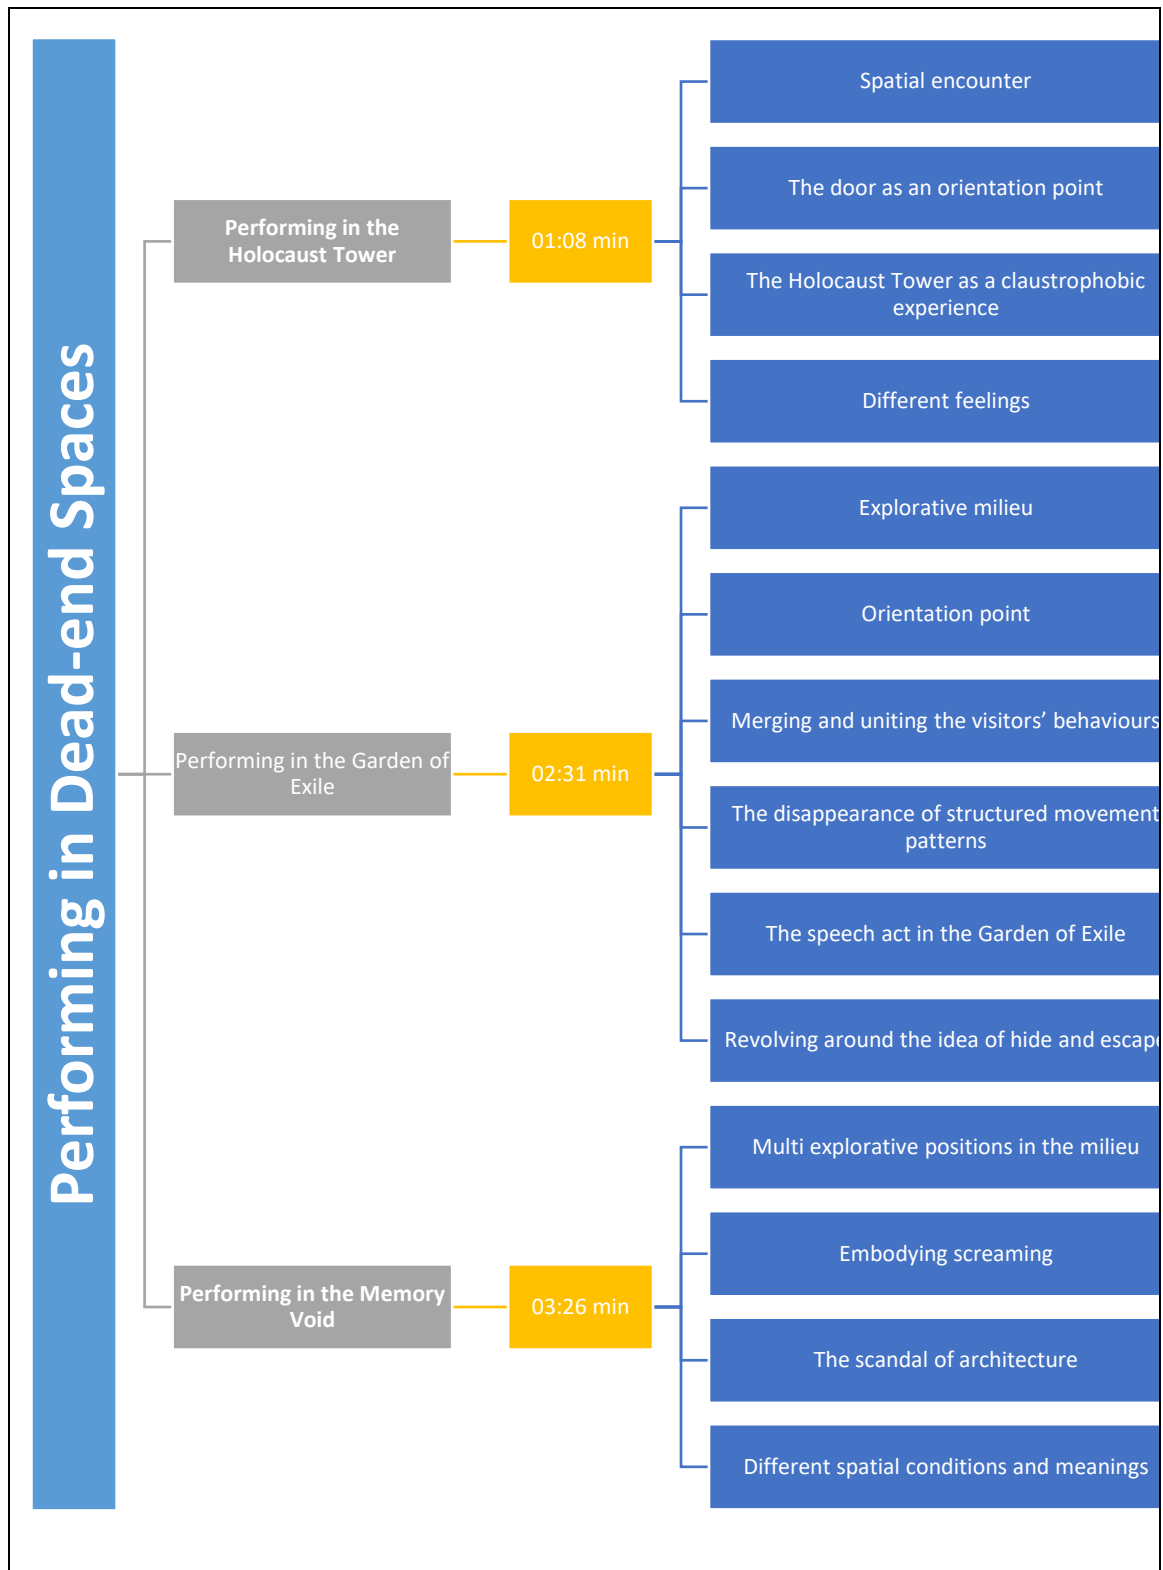 Performing in Dead-end Spaces
Performing in the
Holocaust Tower
01:08 min
Spatial encounter
The door as an orientation point
The Holocaust Tower as a claustrophobic
experience
Different feelings
Performing in the Garden of
Exile
02:31 min
Explorative milieu
Orientation point
Merging and uniting the visitors’ behaviours
The disappearance of structured movement
patterns
The speech act in the Garden of Exile
Revolving around the idea of hide and escape
Performing in the Memory
Void
03:26 min
Multi explorative positions in the milieu
Embodying screaming
The scandal of architecture
Different spatial conditions and meanings